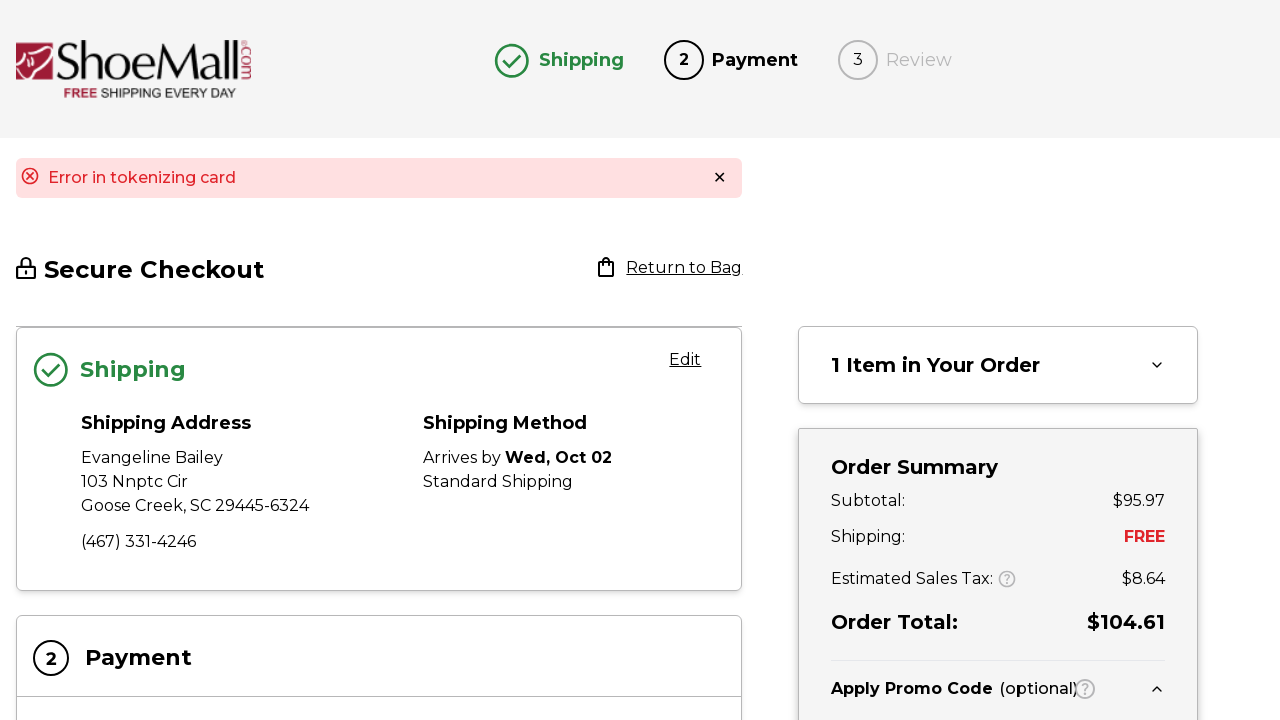 ShoeMall.com
FREE SHIPPING EVERY DAY
Shipping
2 Payment
3 Review
Error in tokenizing card
Secure Checkout
Return to Bag
Shipping
Edit
Shipping Address
Evangeline Bailey
103 Nnptc Cir
Goose Creek, SC 29445-6324
(467) 331-4246
Shipping Method
Arrives by Wed, Oct 02
Standard Shipping
2 Payment
1 Item in Your Order
Order Summary
Subtotal: $95.97
Shipping: FREE
Estimated Sales Tax: ? $8.64
Order Total: $104.61
Apply Promo Code (optional) ?